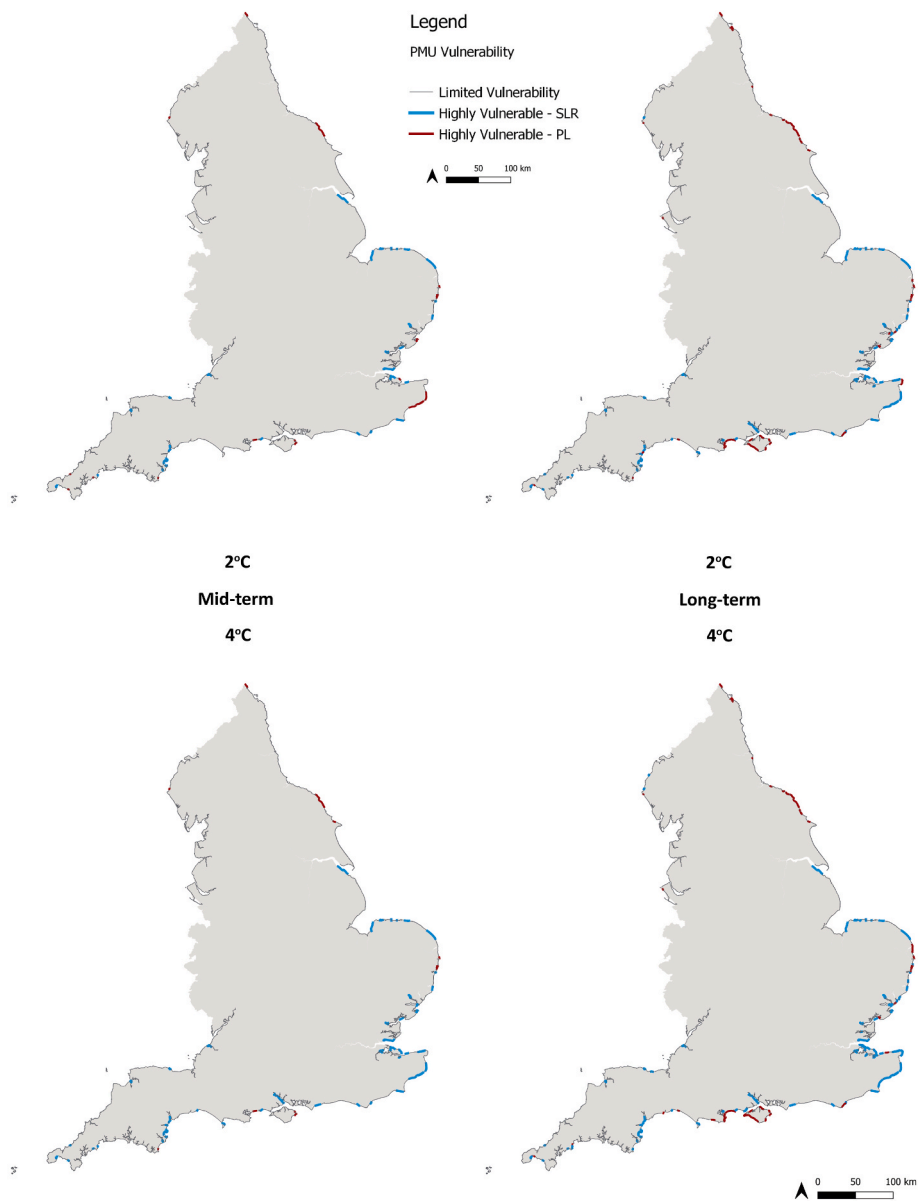 Legend
PMU Vulnerability
Limited Vulnerability
Highly Vulnerable - SLR
Highly Vulnerable - PL
0 50 100 km
2°C 2°C
Mid-term Long-term
4°C 4°C
0 50 100 km